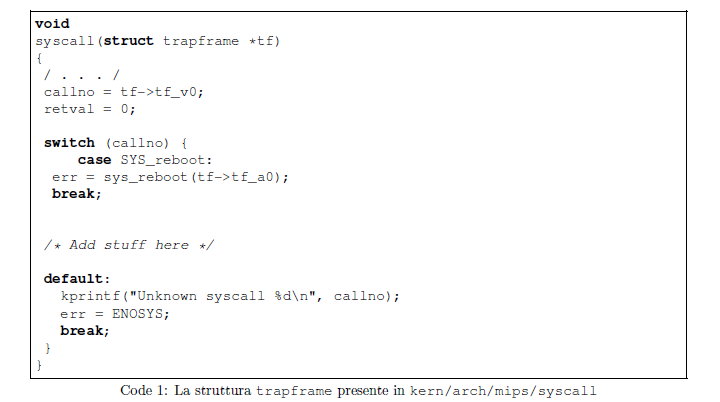 void
syscall(struct trapframe *tf)
{
/ . . . /
callno = tf->tf_v0;
retval = 0;
switch (callno) {
case SYS_reboot:
err = sys_reboot(tf->tf_a0);
break;
/* Add stuff here */
default:
kprintf("Unknown syscall %d\n", callno);
err = ENOSYS;
break;
}
}
Code 1: La struttura trapframe presente in kern/arch/mips/syscall